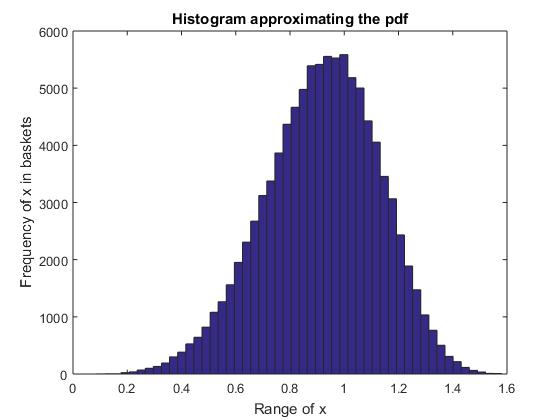 Histogram approximating the pdf
6000
5000
4000
3000
2000
1000
0
Frequency of x in baskets
0 0.2 0.4 0.6 0.8 1 1.2 1.4 1.6
Range of x